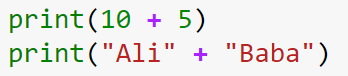 print(10 + 5)
print("Ali" + "Baba")